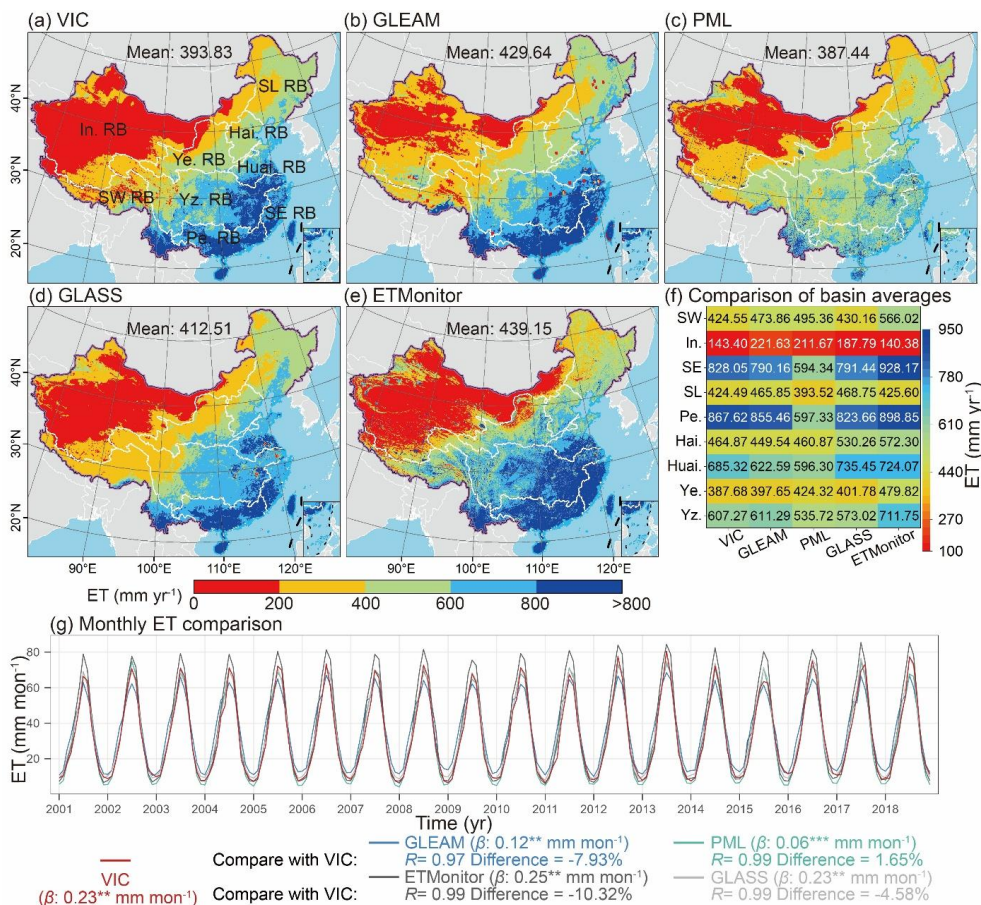 (a) VIC
(b) GLEAM
(c) PML
Mean: 393.83
Mean: 429.64
Mean: 387.44
40°N
30°N
20°N
SL RB
In. RB
Hai. RB
Ye. RB
Huai. RB
SW RB
Yz. RB
SE RB
Pe. RB
(d) GLASS
(e) ETMonitor
(f) Comparison of basin averages
Mean: 412.51
Mean: 439.15
40°N
30°N
20°N
90°E 100°E 110°E 120°E
90°E 100°E 110°E 120°E
SW 424.55 473.86 495.36 430.16 566.02
In. 143.40 221.63 211.67 187.79 140.38
SE 828.05 790.16 594.34 791.44 928.17
SL 424.49 465.85 393.52 468.75 425.60
Pe. 867.62 855.46 597.33 823.66 898.85
Hai. 464.87 449.54 460.87 530.26 572.30
Huai. 685.32 622.59 596.30 735.45 724.07
Ye. 387.68 397.65 424.32 401.78 479.82
Yz. 607.27 611.29 535.72 573.02 711.75
VIC GLEAM PML GLASS ETMonitor
950
780
610
440
270
100
ET (mm yr⁻¹)
ET (mm yr⁻¹)
0 200 400 600 800 >800
(g) Monthly ET comparison
ET (mm mon⁻¹)
80
60
40
20
2001 2002 2003 2004 2005 2006 2007 2008 2009 2010 2011 2012 2013 2014 2015 2016 2017 2018
Time (yr)
VIC
(β: 0.23** mm mon⁻¹)
Compare with VIC:
GLEAM (β: 0.12** mm mon⁻¹)
R= 0.97 Difference = -7.93%
PML (β: 0.06*** mm mon⁻¹)
R= 0.99 Difference = 1.65%
Compare with VIC:
ETMonitor (β: 0.25** mm mon⁻¹)
R= 0.99 Difference = -10.32%
GLASS (β: 0.23** mm mon⁻¹)
R= 0.99 Difference = -4.58%